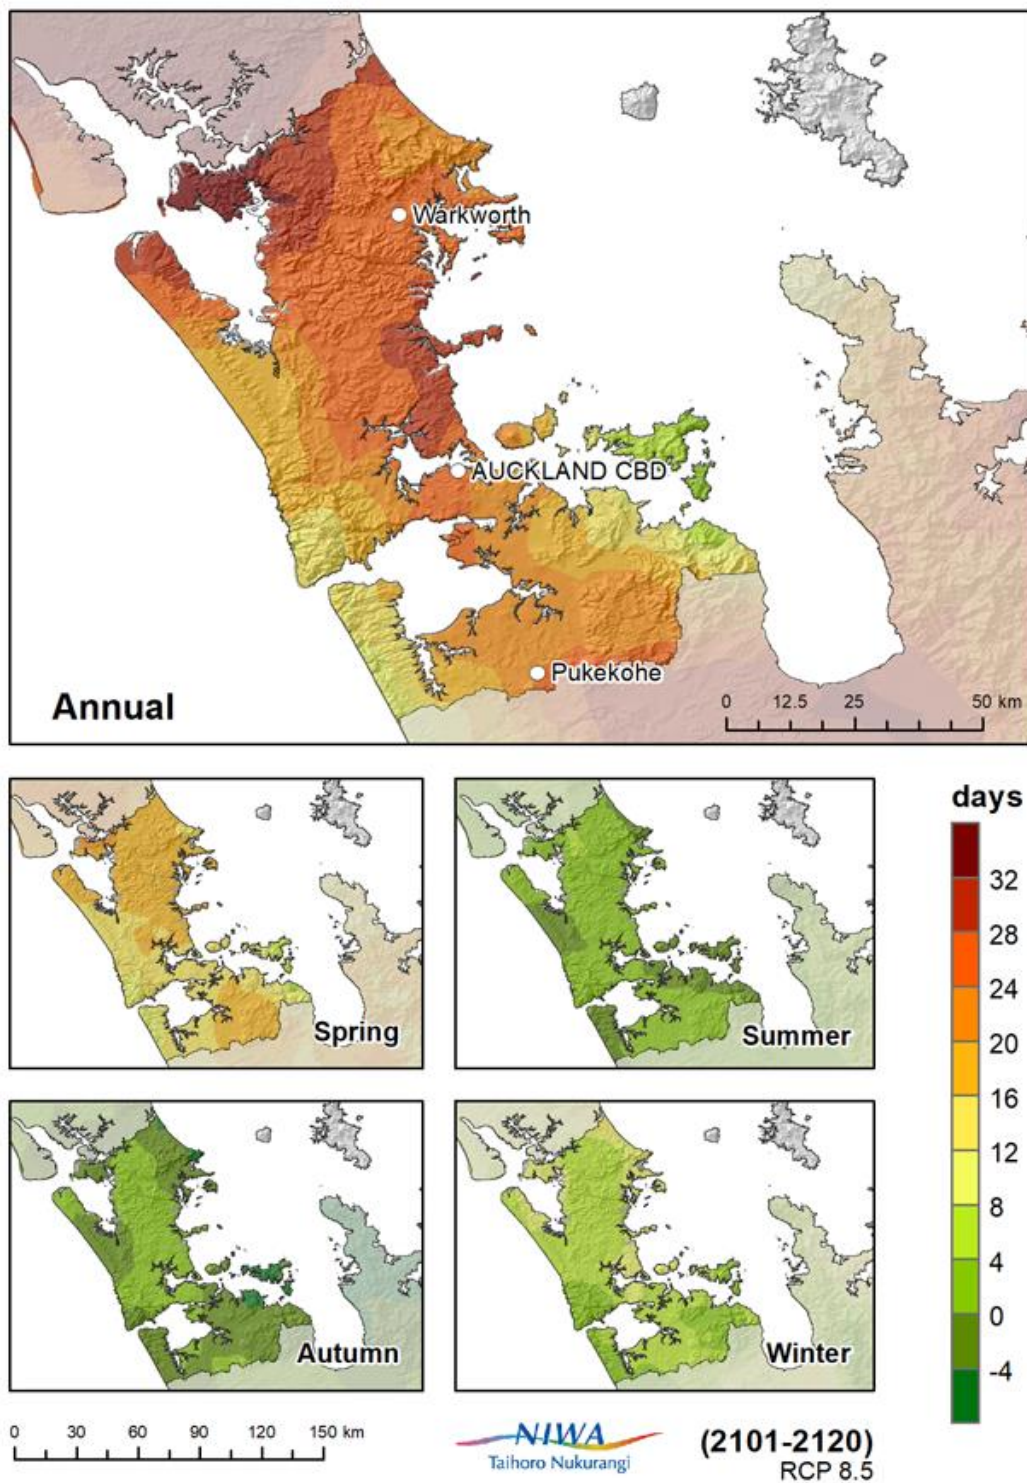 Warkworth
AUCKLAND CBD
Pukekohe
Annual
0 12.5 25 50 km
Spring
Summer
days
32
28
24
20
16
12
8
4
0
-4
Autumn
Winter
0 30 60 90 120 150 km
NIWA
Taihoro Nukurangi
(2101-2120)
RCP 8.5